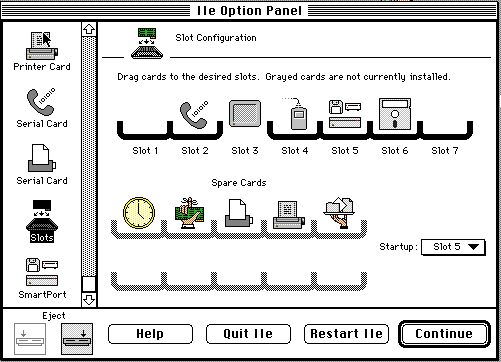 IIe Option Panel
Printer Card
Serial Card
Serial Card
Slots
SmartPort
Slot Configuration
Drag cards to the desired slots. Grayed cards are not currently installed.
Slot 1 Slot 2 Slot 3 Slot 4 Slot 5 Slot 6 Slot 7
Spare Cards
Startup: Slot 5
Eject
Help Quit IIe Restart IIe Continue